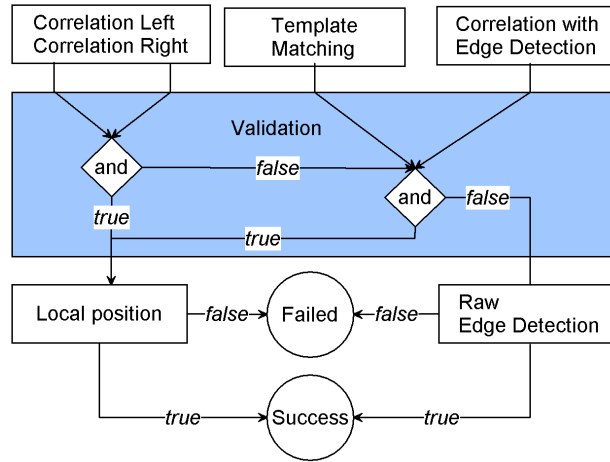 Correlation Left
Correlation Right
Template
Matching
Correlation with
Edge Detection
Validation
and
false
and
false
true
true
Local position
false
Failed
false
Raw
Edge Detection
true
Success
true